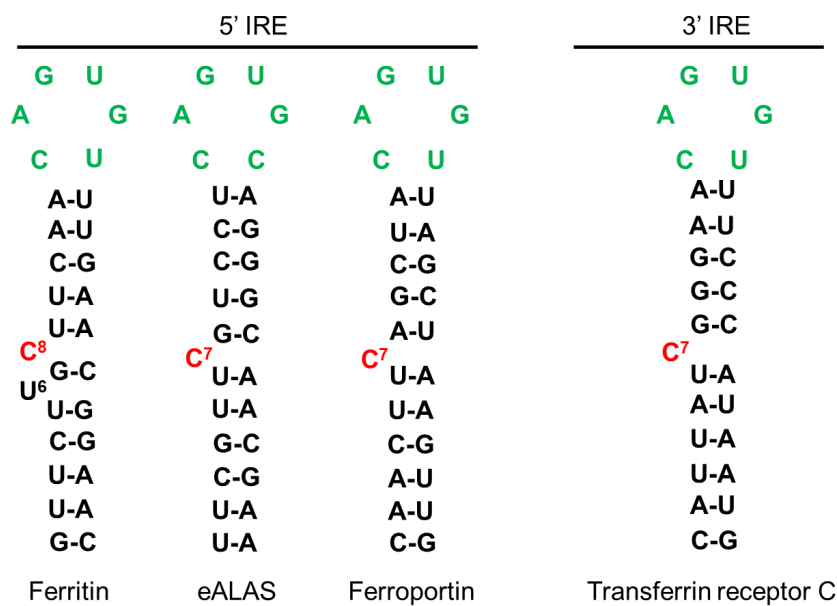 5’ IRE 3’ IRE
G U G U G U G U
A G A G A G A G
C U C C C U C U
A-U U-A A-U A-U
A-U C-G U-A A-U
C-G C-G C-G G-C
U-A U-G G-C G-C
U-A G-C A-U G-C
C⁸ C⁷ C⁷ C⁷
G-C U-A U-A U-A
U⁶
U-G U-A U-A A-U
C-G G-C C-G U-A
U-A C-G A-U U-A
U-A U-A A-U A-U
G-C U-A C-G C-G
Ferritin eALAS Ferroportin Transferrin receptor C